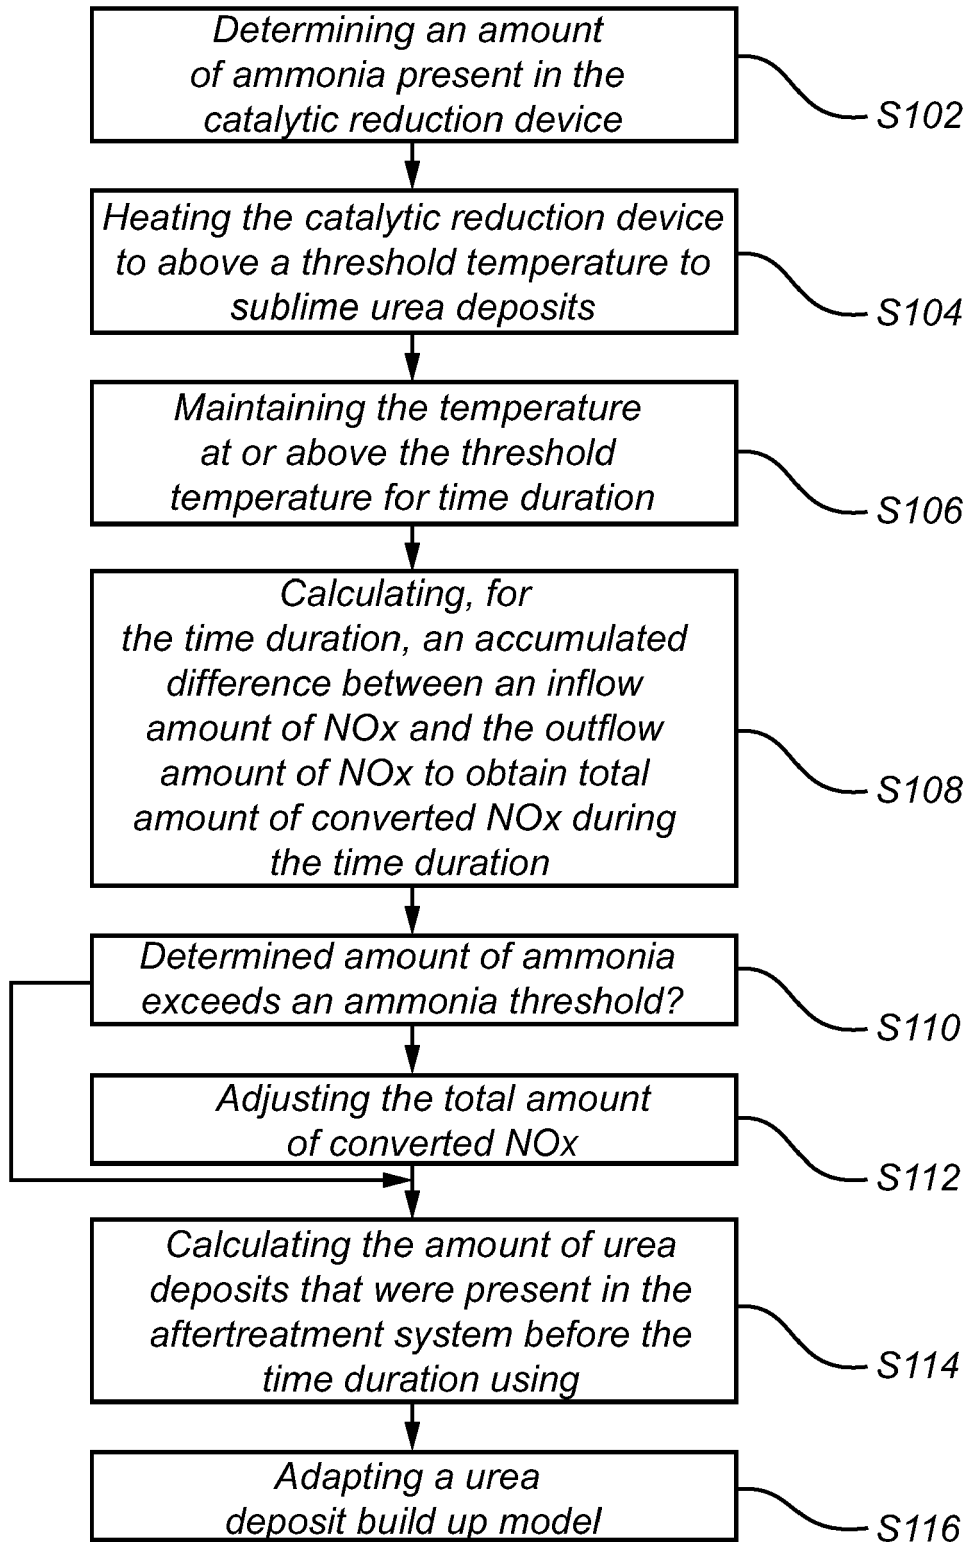 Determining an amount
of ammonia present in the
catalytic reduction device
S102
Heating the catalytic reduction device
to above a threshold temperature to
sublime urea deposits
S104
Maintaining the temperature
at or above the threshold
temperature for time duration
S106
Calculating, for
the time duration, an accumulated
difference between an inflow
amount of NOx and the outflow
amount of NOx to obtain total
amount of converted NOx during
the time duration
S108
Determined amount of ammonia
exceeds an ammonia threshold?
S110
Adjusting the total amount
of converted NOx
S112
Calculating the amount of urea
deposits that were present in the
aftertreatment system before the
time duration using
S114
Adapting a urea
deposit build up model
S116